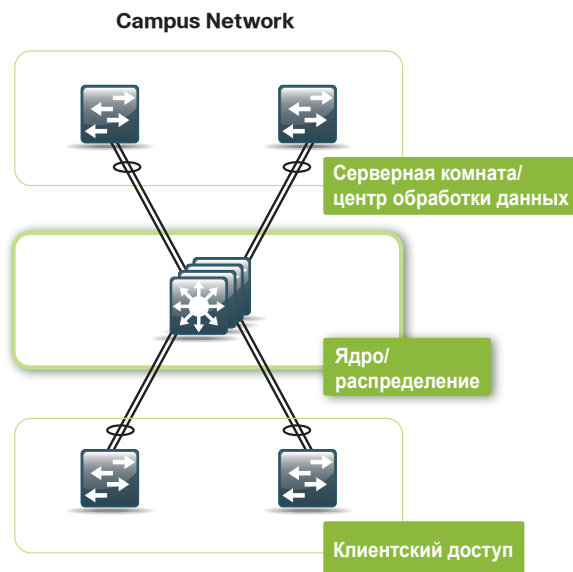 Campus Network
Серверная комната/
центр обработки данных
Ядро/
распределение
Клиентский доступ